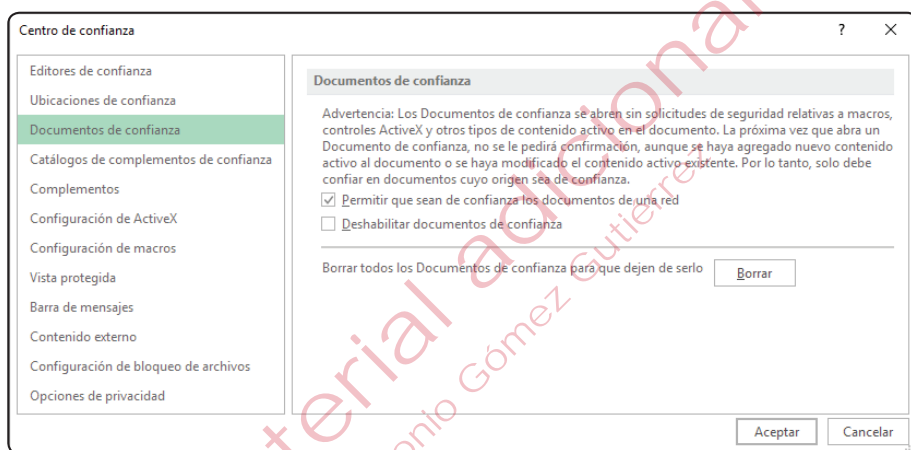 Centro de confianza
?
Editores de confianza
Ubicaciones de confianza
Documentos de confianza
Catálogos de complementos de confianza
Complementos
Configuración de ActiveX
Configuración de macros
Vista protegida
Barra de mensajes
Contenido externo
Configuración de bloqueo de archivos
Opciones de privacidad
Documentos de confianza
Advertencia: Los Documentos de confianza se abren sin solicitudes de seguridad relativas a macros,
controles ActiveX y otros tipos de contenido activo en el documento. La próxima vez que abra un
Documento de confianza, no se le pedirá confirmación, aunque se haya agregado nuevo contenido
activo al documento o se haya modificado el contenido activo existente. Por lo tanto, solo debe
confiar en documentos cuyo origen sea de confianza.
Permitir que sean de confianza los documentos de una red
Deshabilitar documentos de confianza
Borrar todos los Documentos de confianza para que dejen de serlo
Borrar
Aceptar
Cancelar
terial adicional
onio Gómez Gutiérrez